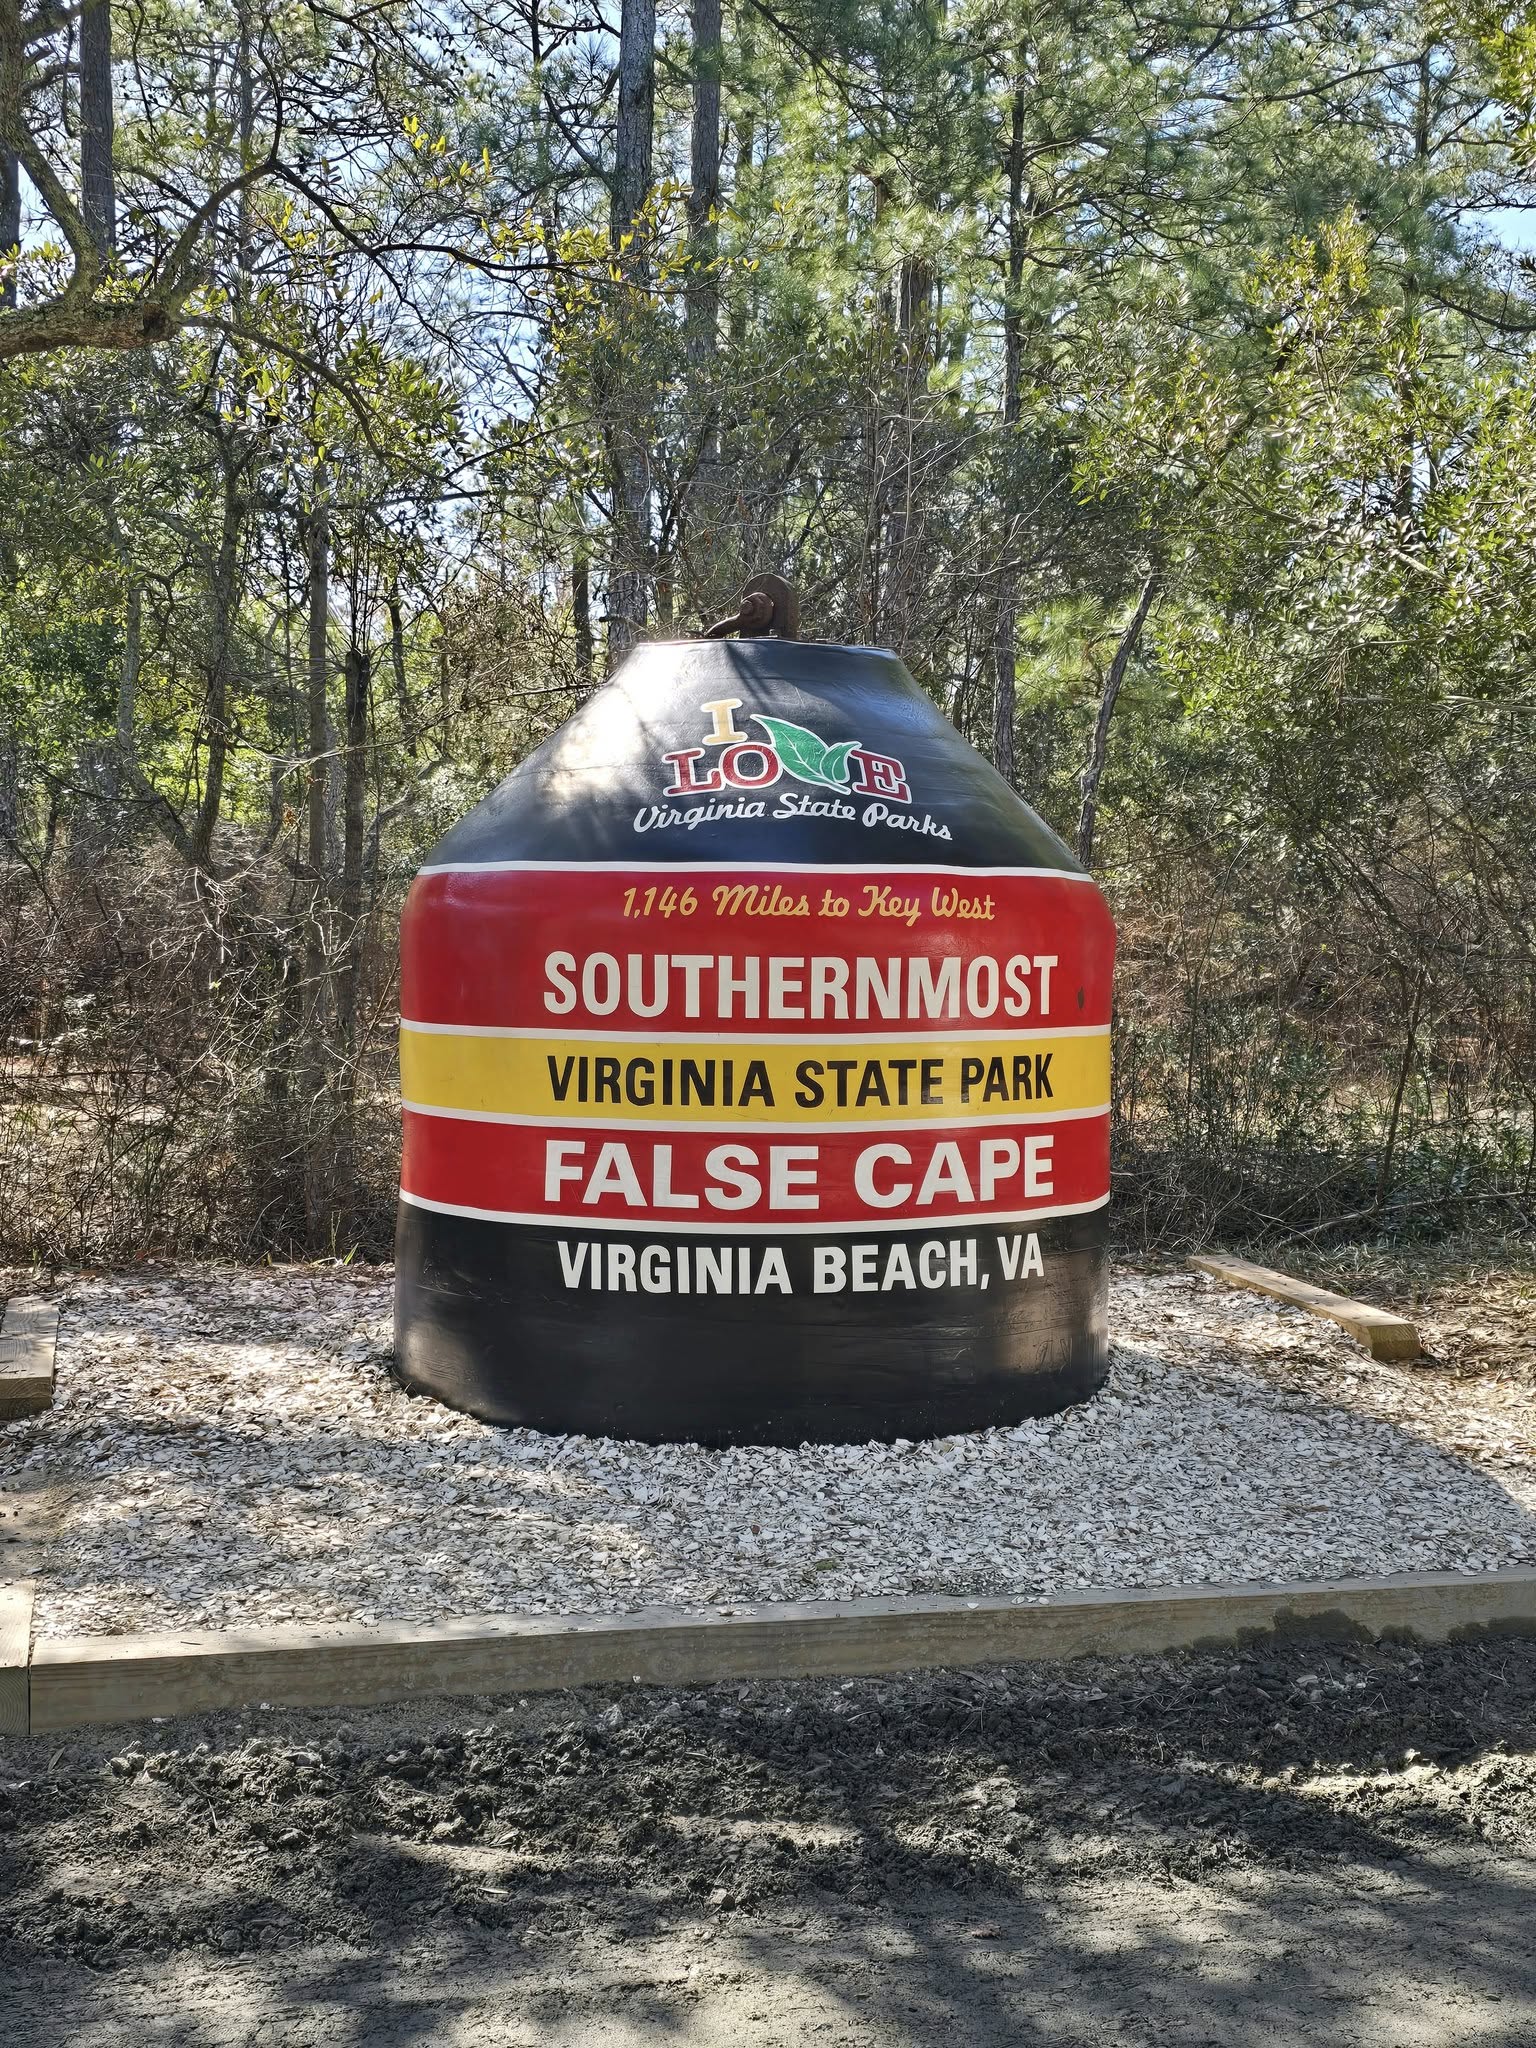 I
LOVE
Virginia State Parks
1,146 Miles to Key West
SOUTHERNMOST
VIRGINIA STATE PARK
FALSE CAPE
VIRGINIA BEACH, VA